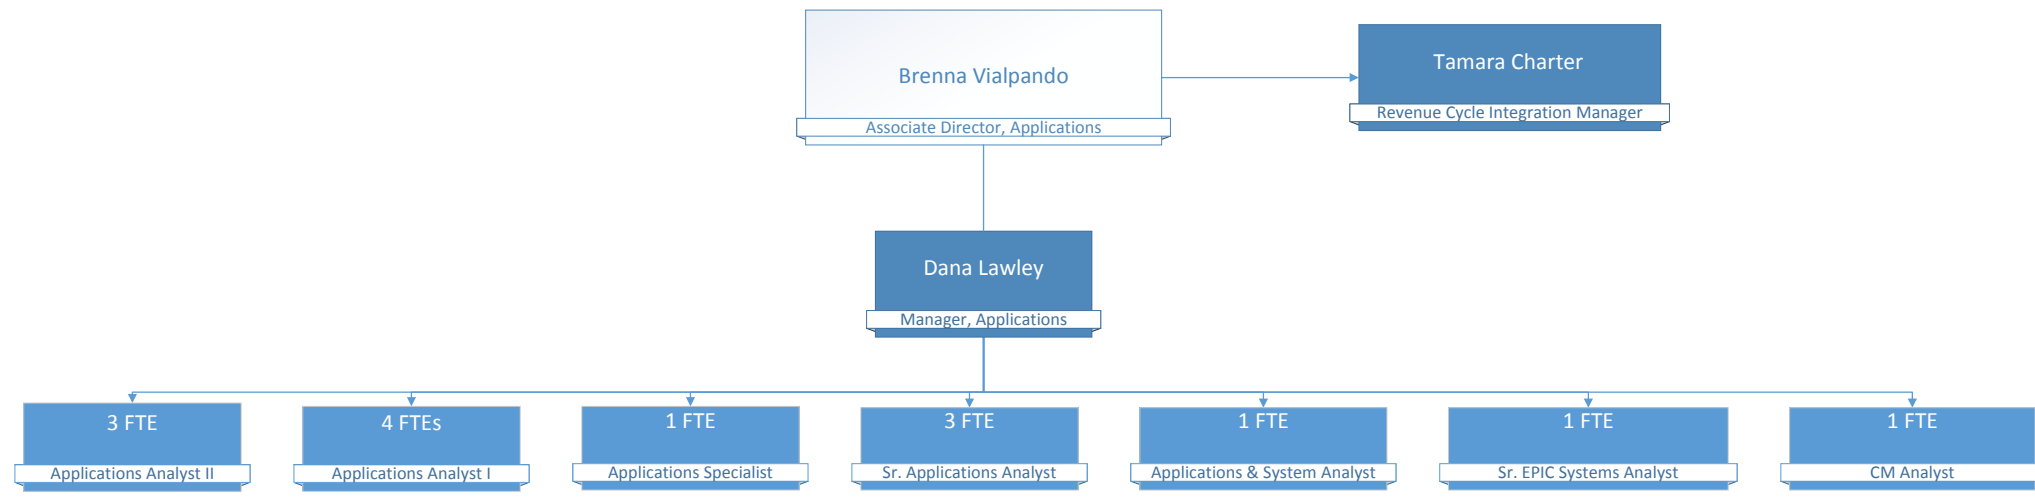 Brenna Vialpando
Associate Director, Applications
Tamara Charter
Revenue Cycle Integration Manager
Dana Lawley
Manager, Applications
3 FTE
Applications Analyst II
4 FTEs
Applications Analyst I
1 FTE
Applications Specialist
3 FTE
Sr. Applications Analyst
1 FTE
Applications & System Analyst
1 FTE
Sr. EPIC Systems Analyst
1 FTE
CM Analyst